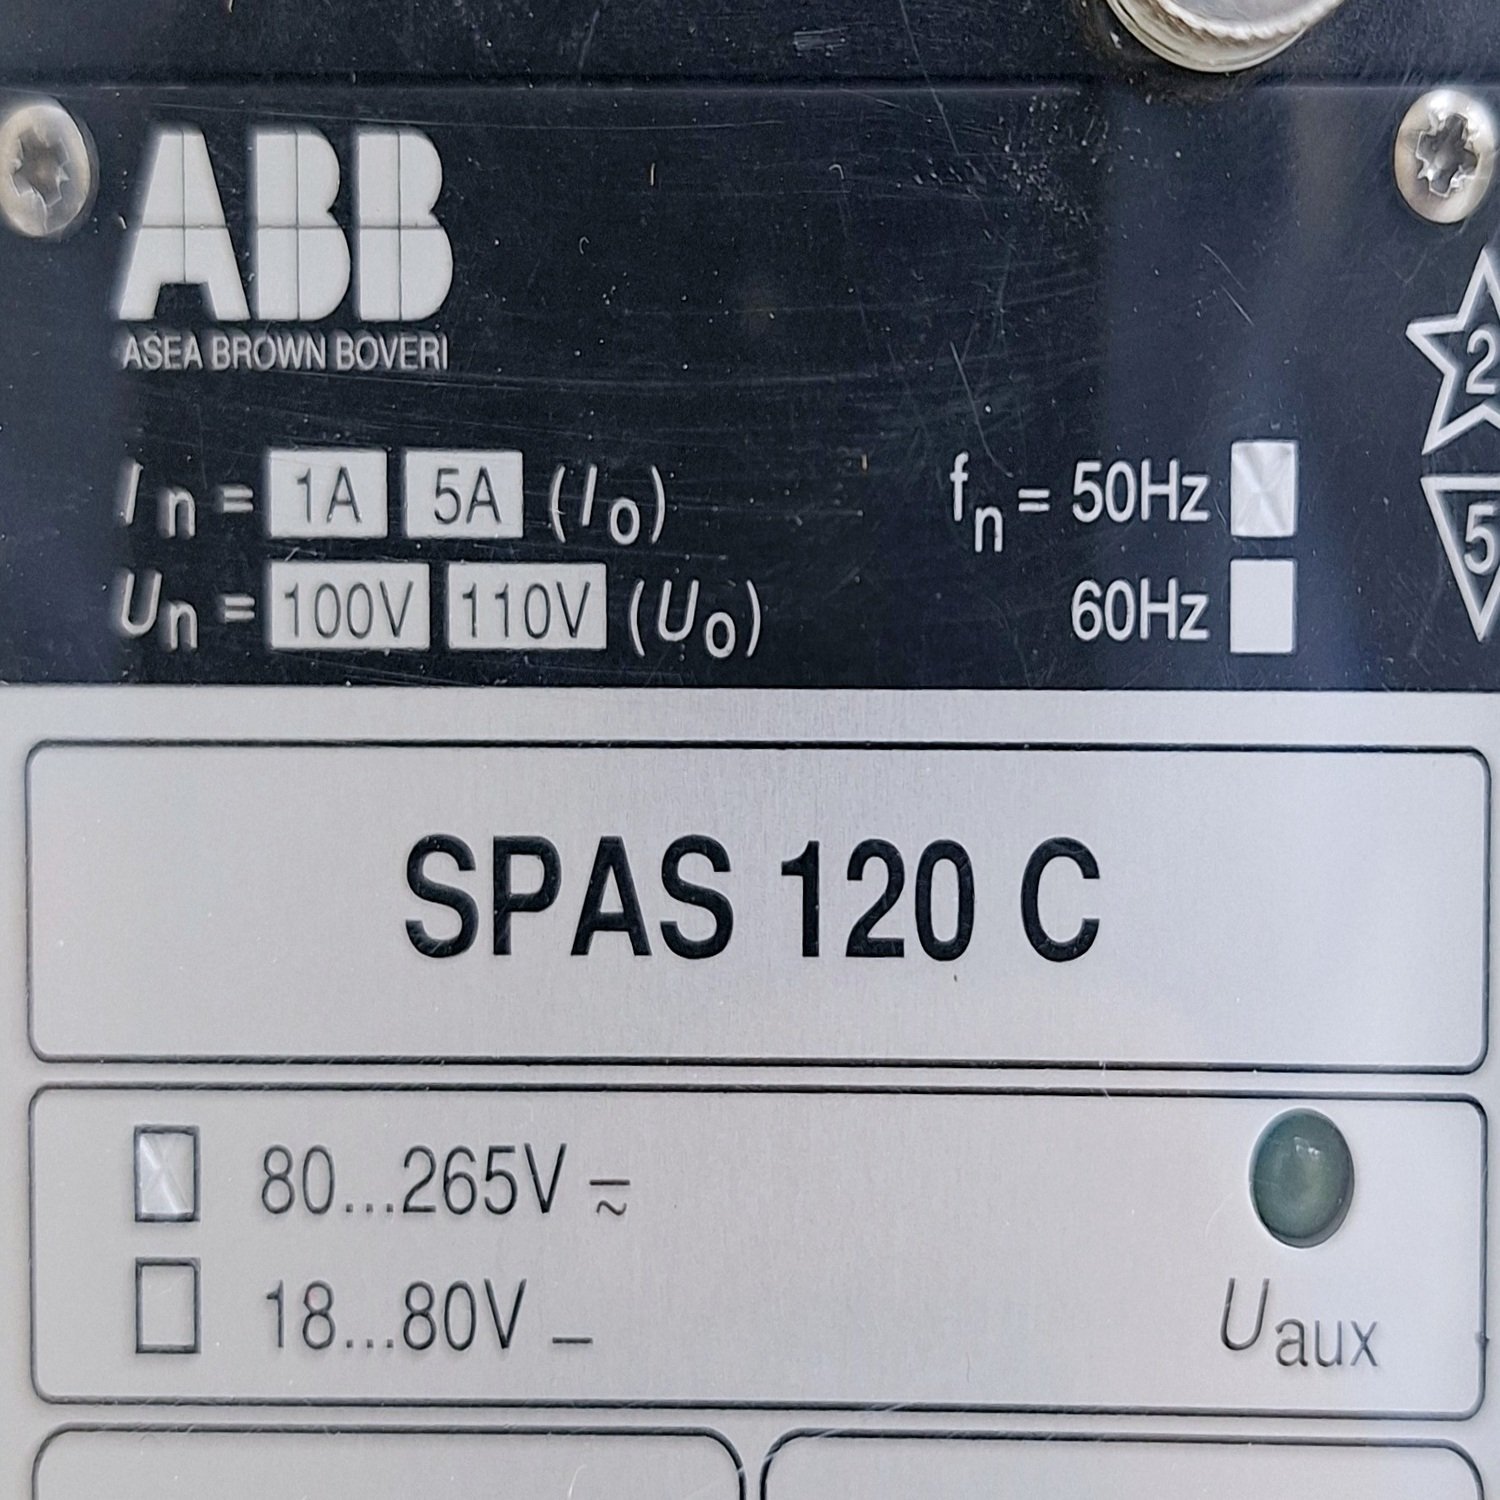 ABB
ASEA BROWN BOVERI
2
In = 1A 5A (Io)
fn = 50Hz
5
Un = 100V 110V (Uo)
60Hz
SPAS 120 C
80...265V ⎓ ~
18...80V –
Uaux